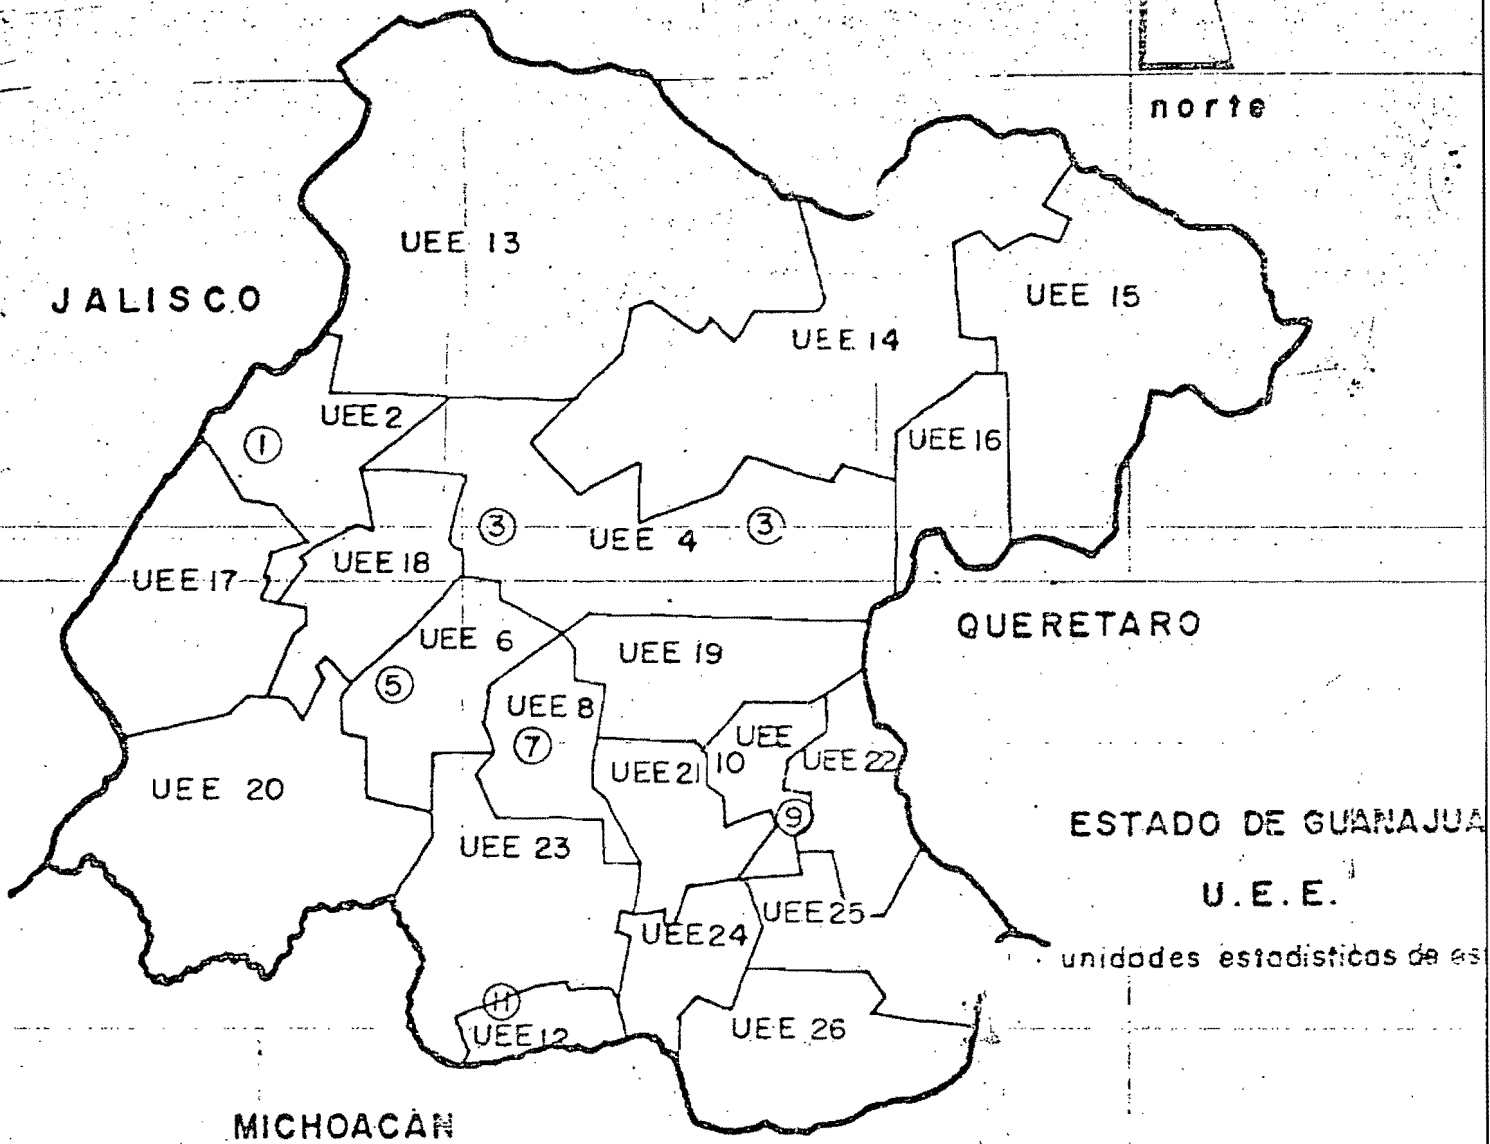 norte
UEE 13
JALISCO
UEE 15
UEE 14
UEE 2
1
UEE 16
3
UEE 4
3
UEE 18
UEE 17
QUERETARO
UEE 6
UEE 19
5
UEE 8
7
UEE
10
UEE 22
UEE 21
UEE 20
9
ESTADO DE GUANAJUA
UEE 23
U.E.E.
UEE 25
UEE 24
unidades estadisticas de es
11
UEE 12
UEE 26
MICHOACAN